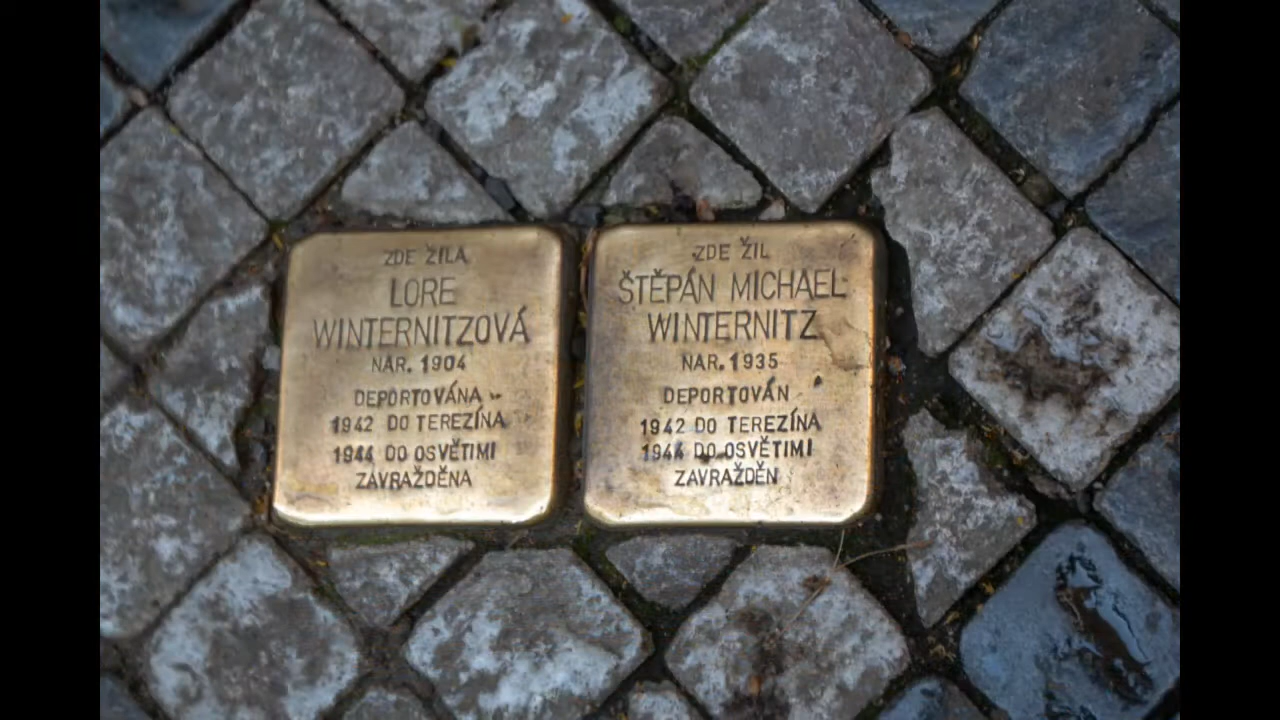 ZDE ŽILA
LORE
WINTERNITZOVÁ
NAR. 1904
DEPORTOVÁNA
1942 DO TEREZÍNA
1944 DO OSVĚTIMI
ZAVRAŽDĚNA
ZDE ŽIL
ŠTĚPÁN MICHAEL
WINTERNITZ
NAR. 1935
DEPORTOVÁN
1942 DO TEREZÍNA
1944 DO OSVĚTIMI
ZAVRAŽDĚN